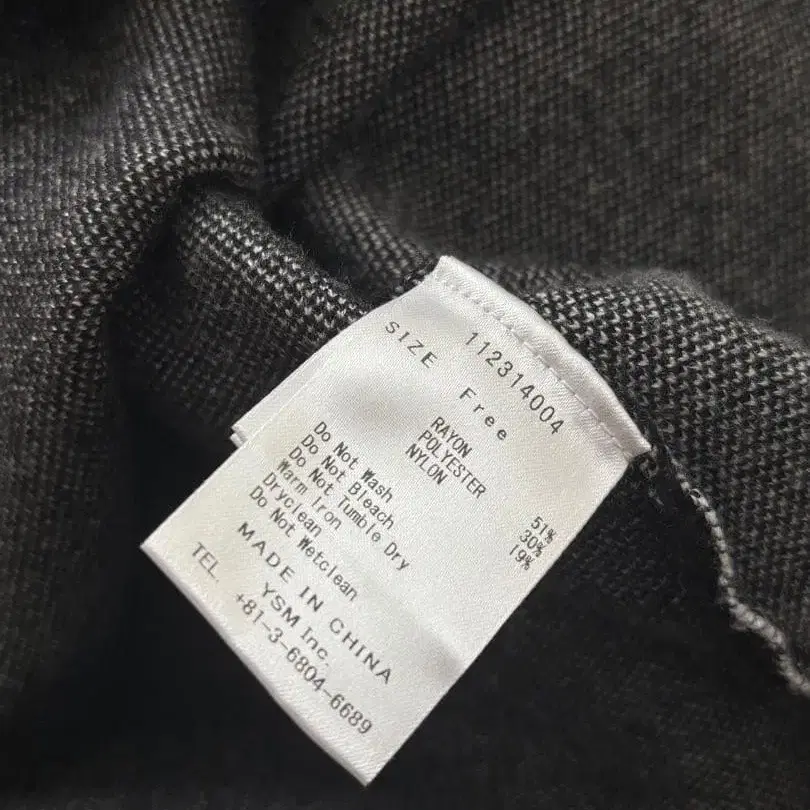 112314004
SIZE Free
RAYON 51%
POLYESTER 30%
NYLON 19%
Do Not Wash
Do Not Bleach
Do Not Tumble Dry
Warm Iron
Dryclean
Do Not Wetclean
MADE IN CHINA
YSM Inc.
TEL +81-3-6804-6689